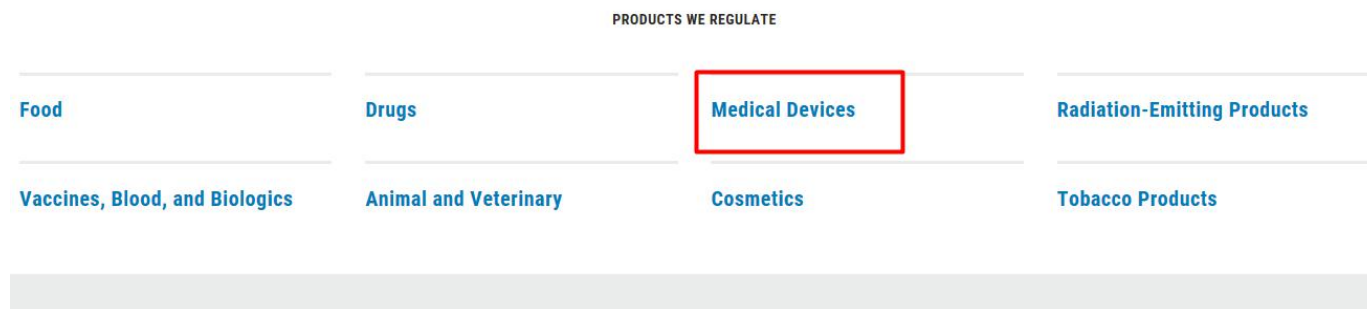 PRODUCTS WE REGULATE
Food
Drugs
Medical Devices
Radiation-Emitting Products
Vaccines, Blood, and Biologics
Animal and Veterinary
Cosmetics
Tobacco Products